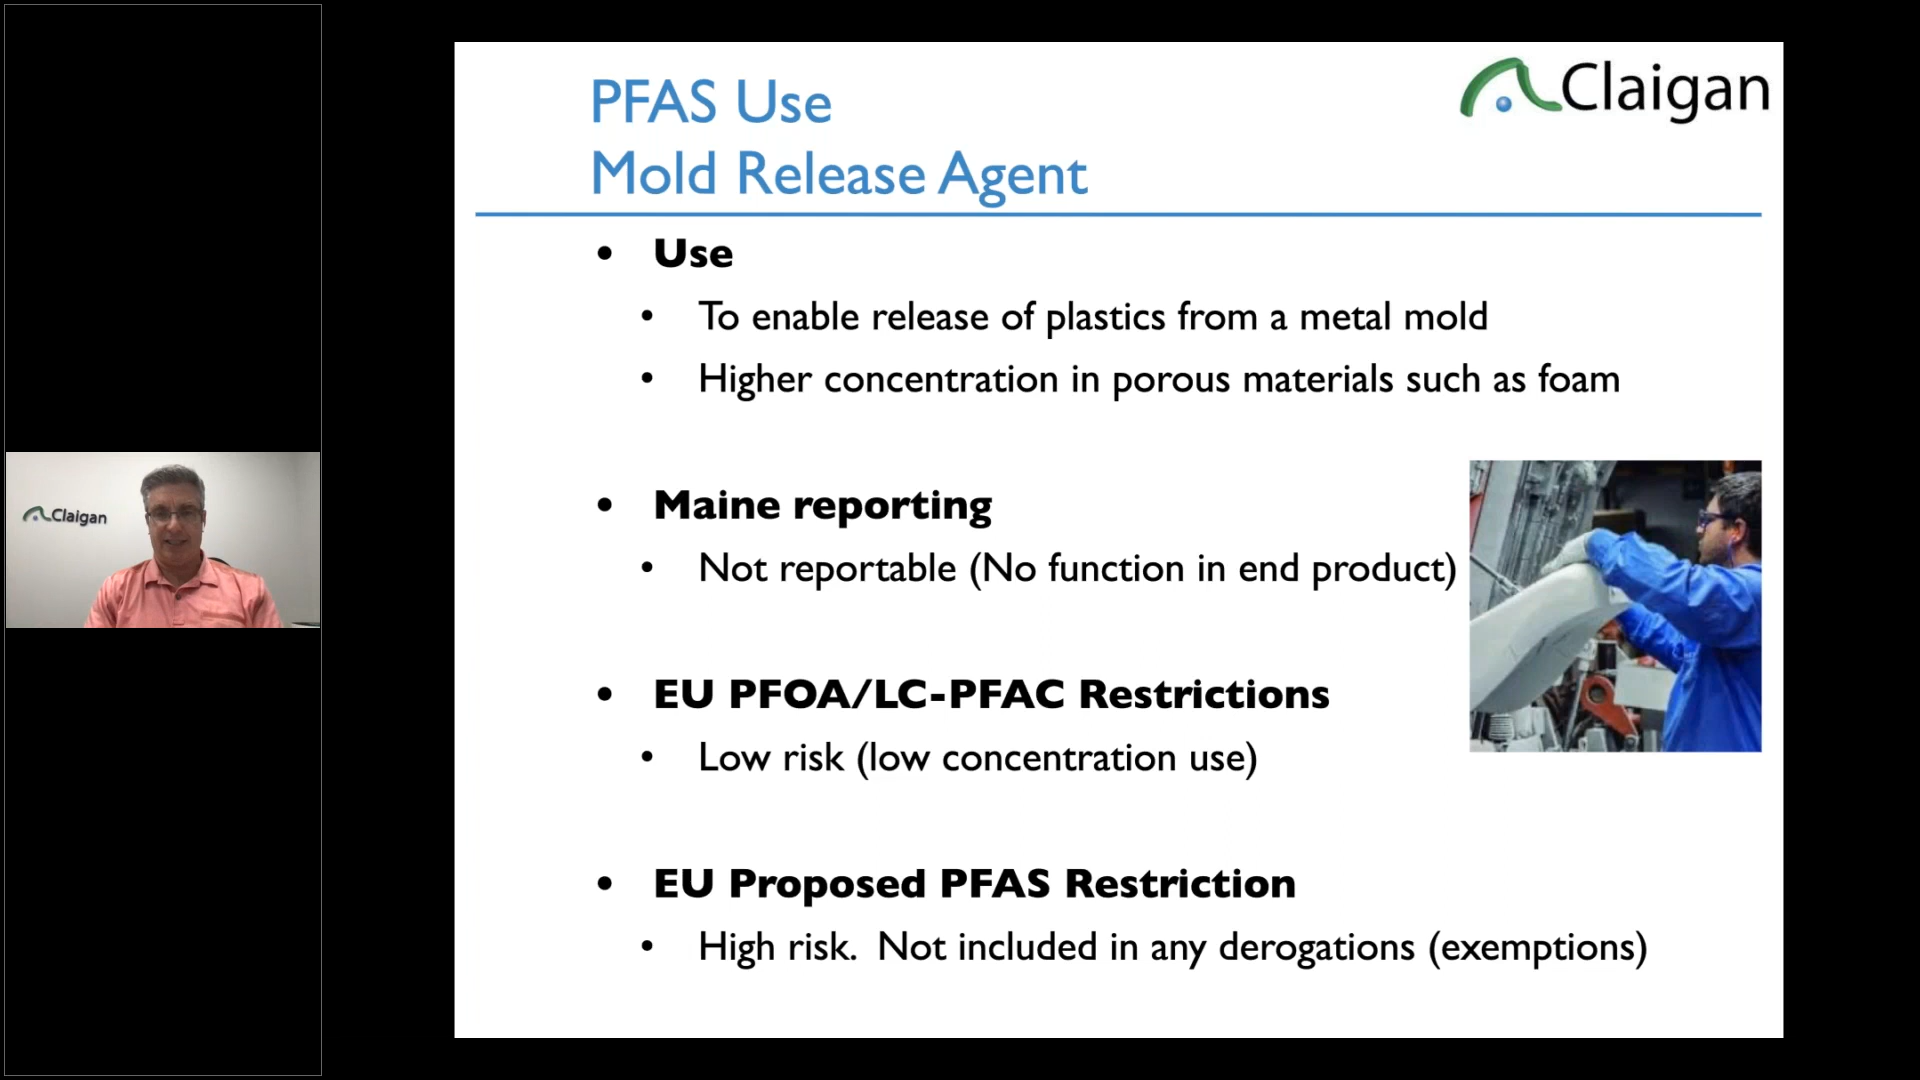 PFAS Use
Mold Release Agent
Claigan
• Use
• To enable release of plastics from a metal mold
• Higher concentration in porous materials such as foam
• Maine reporting
• Not reportable (No function in end product)
• EU PFOA/LC-PFAC Restrictions
• Low risk (low concentration use)
• EU Proposed PFAS Restriction
• High risk.  Not included in any derogations (exemptions)
Claigan